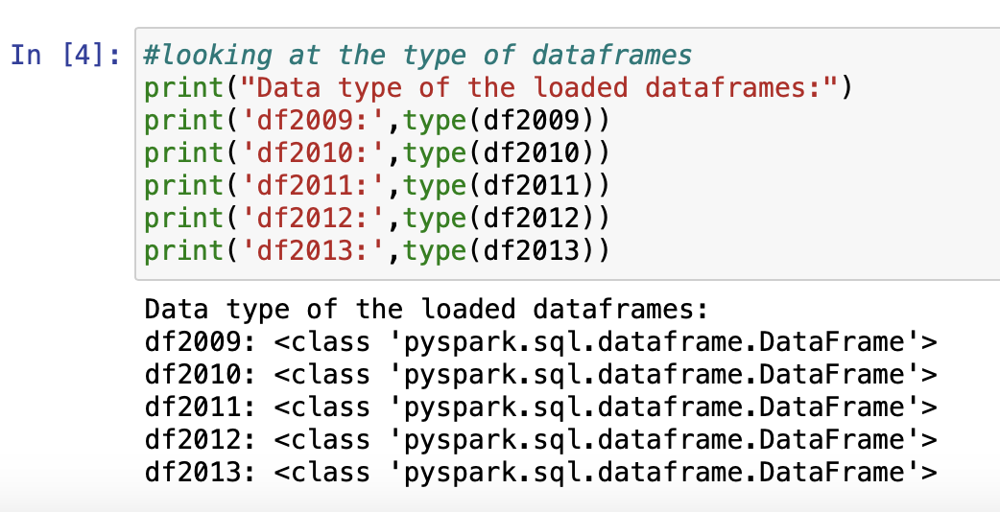 In [4]: #looking at the type of dataframes
print("Data type of the loaded dataframes:")
print('df2009:',type(df2009))
print('df2010:',type(df2010))
print('df2011:',type(df2011))
print('df2012:',type(df2012))
print('df2013:',type(df2013))
Data type of the loaded dataframes:
df2009: <class 'pyspark.sql.dataframe.DataFrame'>
df2010: <class 'pyspark.sql.dataframe.DataFrame'>
df2011: <class 'pyspark.sql.dataframe.DataFrame'>
df2012: <class 'pyspark.sql.dataframe.DataFrame'>
df2013: <class 'pyspark.sql.dataframe.DataFrame'>